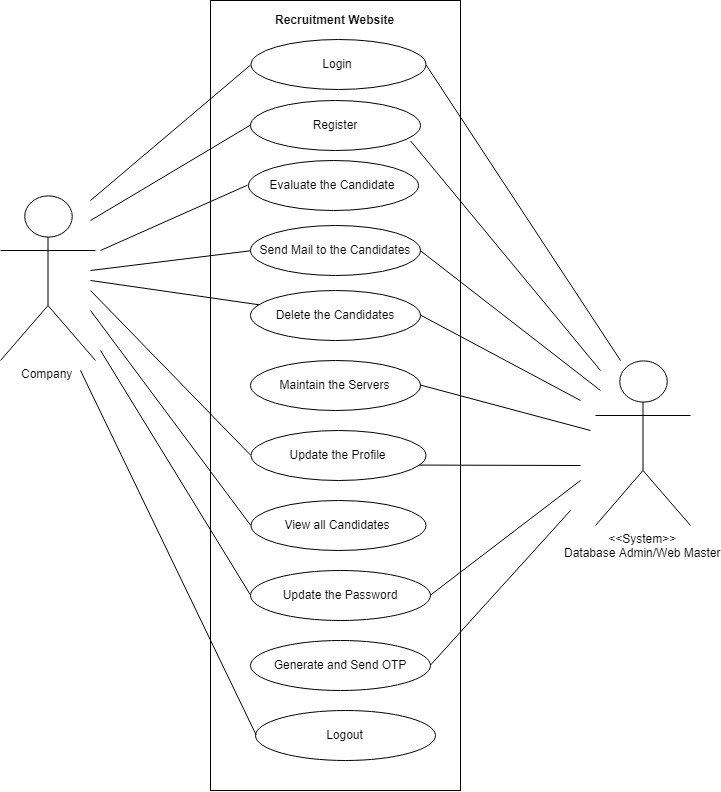 Recruitment Website
Login
Register
Evaluate the Candidate
Send Mail to the Candidates
Delete the Candidates
Company
Maintain the Servers
Update the Profile
View all Candidates
<<System>>
Database Admin/Web Master
Update the Password
Generate and Send OTP
Logout